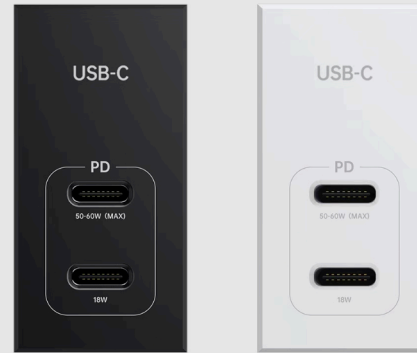 USB-C
PD
50-60W (MAX)
18W
USB-C
PD
50-60W (MAX)
18W